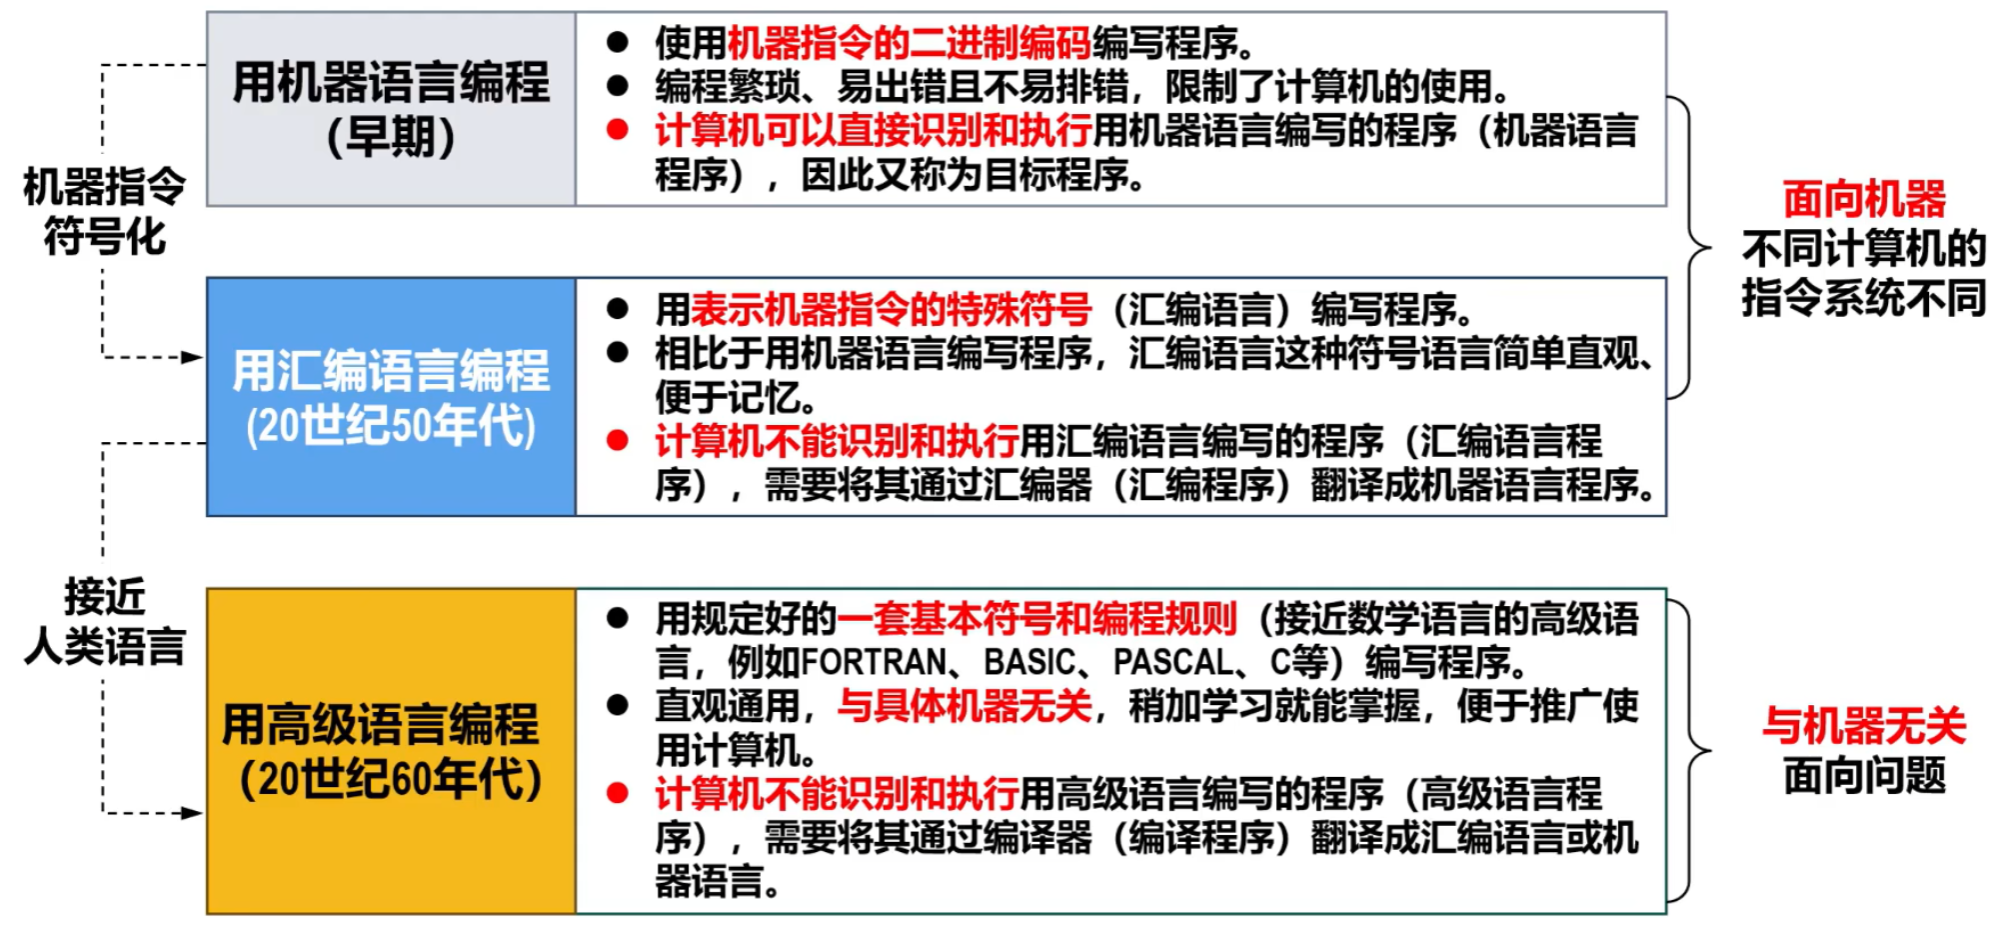 用机器语言编程
（早期）
使用机器指令的二进制编码编写程序。
编程繁琐、易出错且不易排错，限制了计算机的使用。
计算机可以直接识别和执行用机器语言编写的程序（机器语言
程序），因此又称为目标程序。
机器指令
符号化
面向机器
不同计算机的
指令系统不同
用汇编语言编程
(20世纪50年代)
用表示机器指令的特殊符号（汇编语言）编写程序。
相比于用机器语言编写程序，汇编语言这种符号语言简单直观、
便于记忆。
计算机不能识别和执行用汇编语言编写的程序（汇编语言程
序），需要将其通过汇编器（汇编程序）翻译成机器语言程序。
接近
人类语言
用高级语言编程
（20世纪60年代）
用规定好的一套基本符号和编程规则（接近数学语言的高级语
言，例如FORTRAN、BASIC、PASCAL、C等）编写程序。
直观通用，与具体机器无关，稍加学习就能掌握，便于推广使
用计算机。
计算机不能识别和执行用高级语言编写的程序（高级语言程
序），需要将其通过编译器（编译程序）翻译成汇编语言或机
器语言。
与机器无关
面向问题